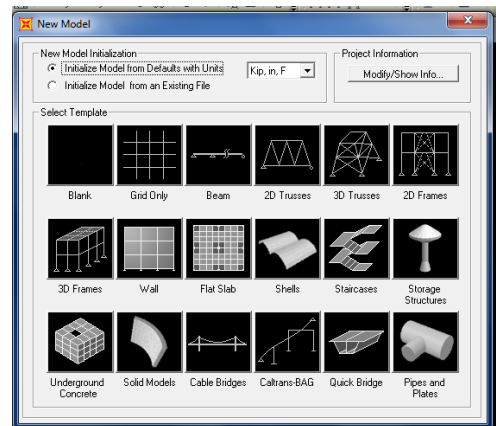 New Model
New Model Initialization
Initialize Model from Defaults with Units
Kip, in, F
Initialize Model from an Existing File
Project Information
Modify/Show Info...
Select Template
Blank
Grid Only
Beam
2D Trusses
3D Trusses
2D Frames
3D Frames
Wall
Flat Slab
Shells
Staircases
Storage
Structures
Underground
Concrete
Solid Models
Cable Bridges
Caltrans-BAG
Quick Bridge
Pipes and
Plates